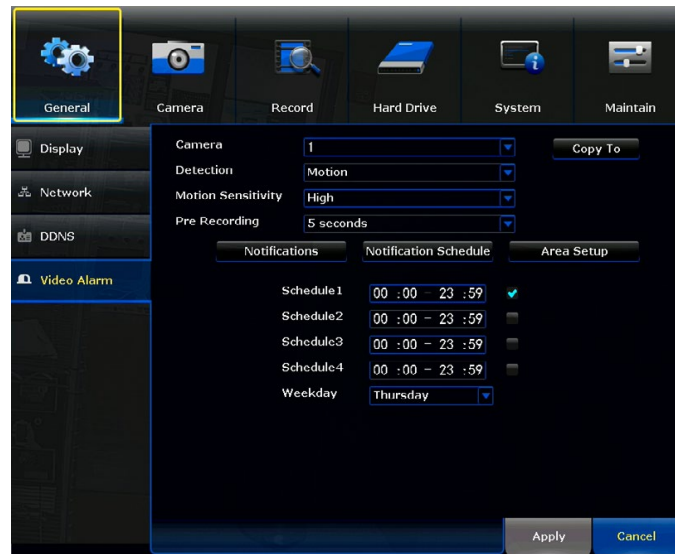 General Camera Record Hard Drive System Maintain
Display
Network
DDNS
Video Alarm
Camera 1 Copy To
Detection Motion
Motion Sensitivity High
Pre Recording 5 seconds
Notifications Notification Schedule Area Setup
Schedule1 00 :00 - 23 :59
Schedule2 00 :00 - 23 :59
Schedule3 00 :00 - 23 :59
Schedule4 00 :00 - 23 :59
Weekday Thursday
Apply Cancel